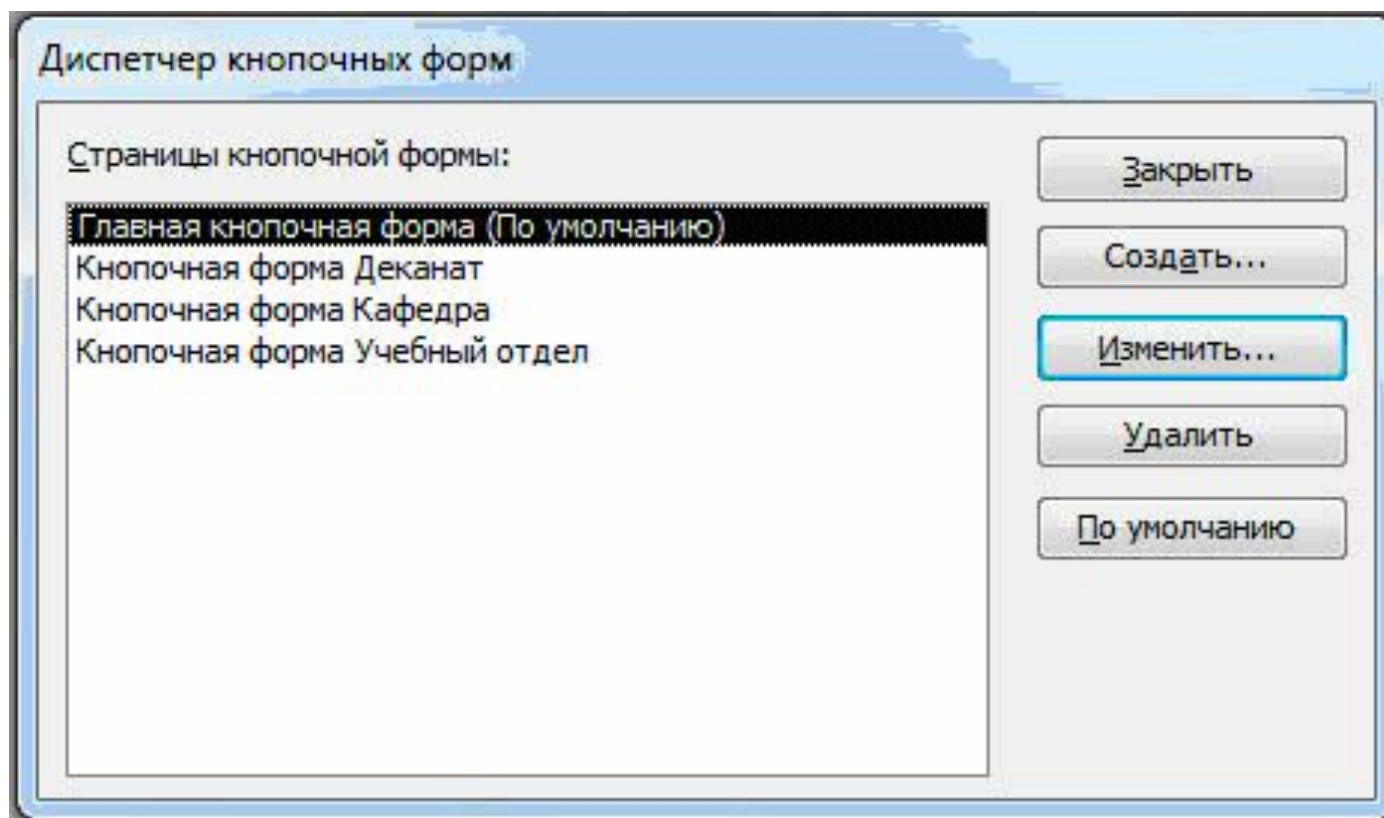 Диспетчер кнопочных форм
Страницы кнопочной формы:
Главная кнопочная форма (По умолчанию)
Кнопочная форма Деканат
Кнопочная форма Кафедра
Кнопочная форма Учебный отдел
Закрыть
Создать...
Изменить...
Удалить
По умолчанию